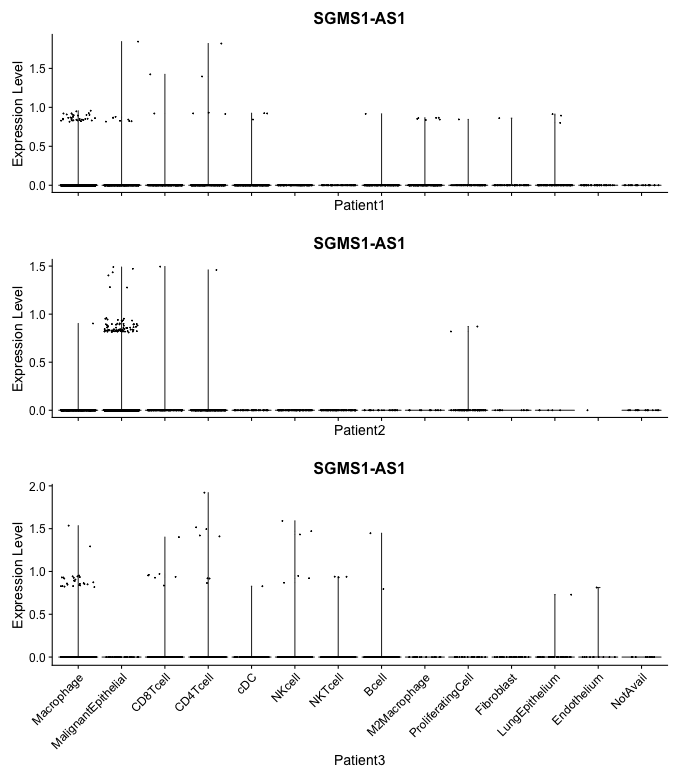 SGMS1-AS1
Expression Level
1.5
1.0
0.5
0.0
Patient1
SGMS1-AS1
Expression Level
1.5
1.0
0.5
0.0
Patient2
SGMS1-AS1
Expression Level
2.0
1.5
1.0
0.5
0.0
Macrophage
MalignantEpithelial
CD8Tcell
CD4Tcell
cDC
NKcell
NKTcell
Bcell
M2Macrophage
ProliferatingCell
Fibroblast
LungEpithelium
Endothelium
NotAvail
Patient3